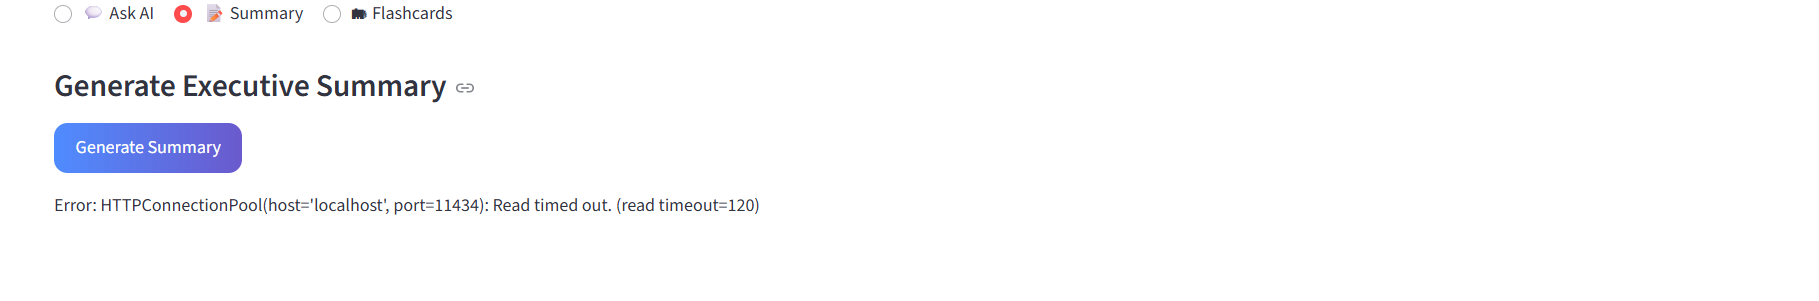 Ask AI Summary Flashcards
Generate Executive Summary
Generate Summary
Error: HTTPConnectionPool(host='localhost', port=11434): Read timed out. (read timeout=120)